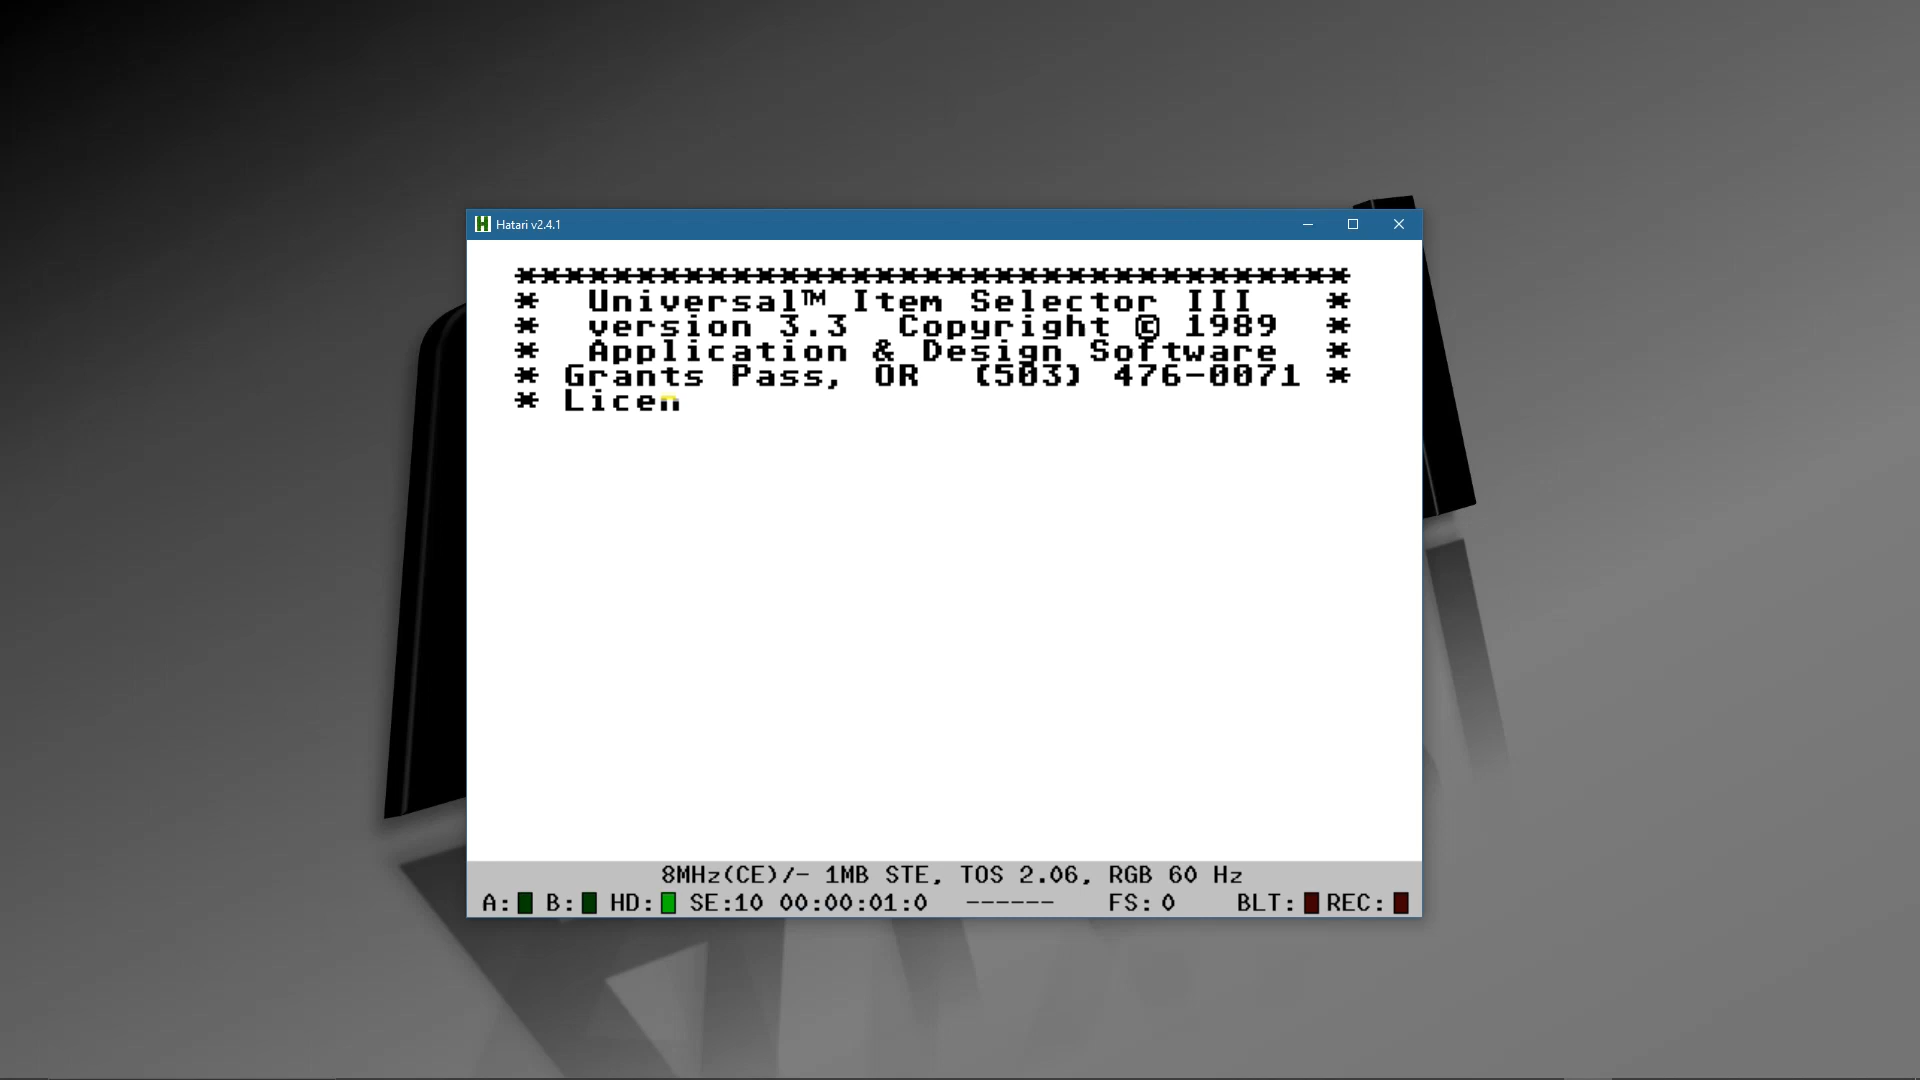 Hatari v2.4.1
***********************************
* Universal™ Item Selector III *
* version 3.3 Copyright © 1989 *
* Application & Design Software *
* Grants Pass, OR (503) 476-0071 *
* Licen
8MHz(CE)/- 1MB STE, TOS 2.06, RGB 60 Hz
A: B: HD: SE:10 00:00:01:0 ------ FS: 0 BLT: REC: